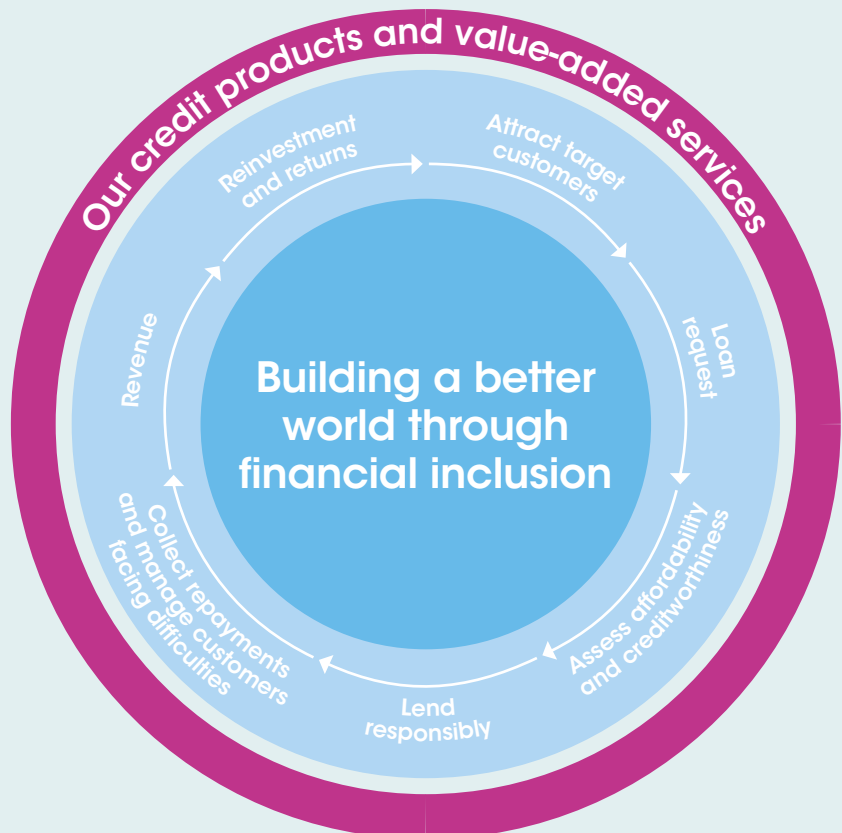 Our credit products and value-added services
Attract target
customers
Loan
request
Assess affordability
and creditworthiness
Lend
responsibly
Collect repayments
and manage customers
facing difficulties
Revenue
Reinvestment
and returns
Building a better
world through
financial inclusion